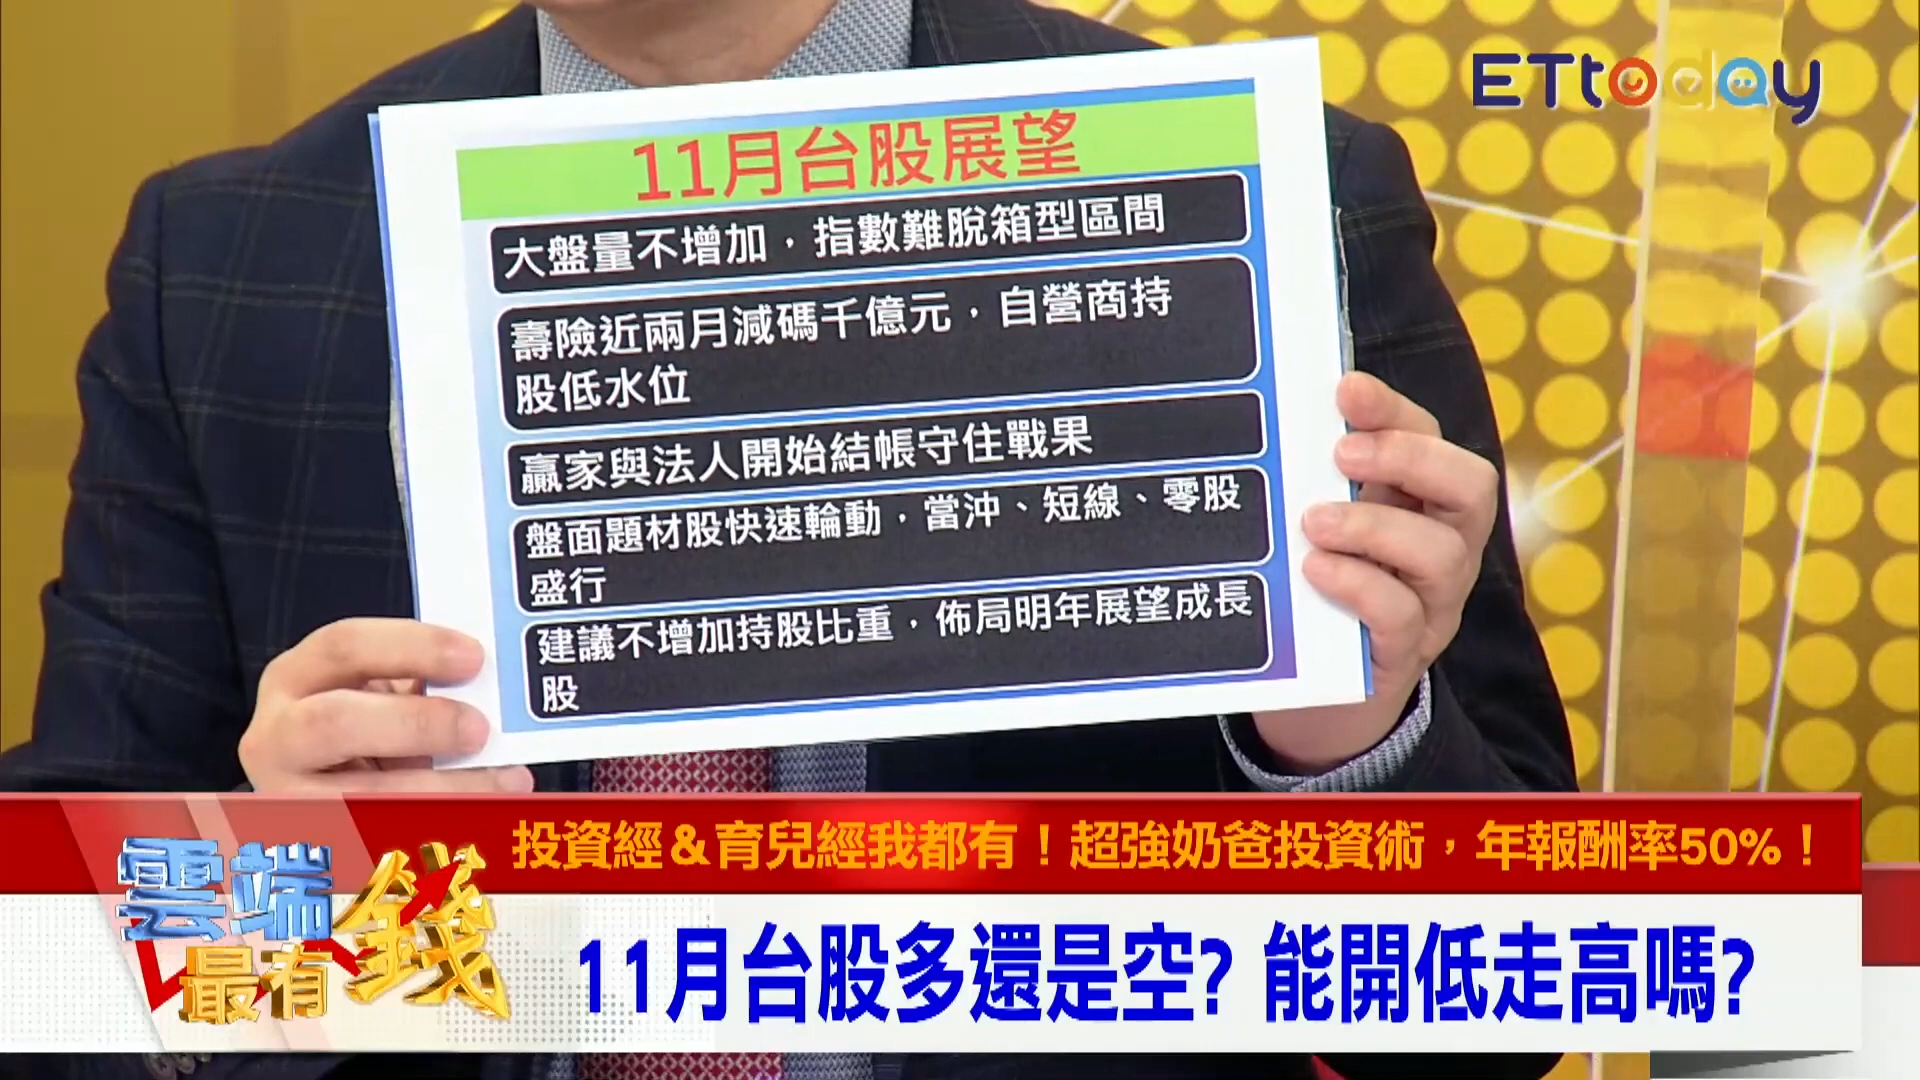 ETtoday
11月台股展望
大盤量不增加，指數難脫箱型區間
壽險近兩月減碼千億元，自營商持
股低水位
贏家與法人開始結帳守住戰果
盤面題材股快速輪動，當沖、短線、零股
盛行
建議不增加持股比重，佈局明年展望成長
股
投資經＆育兒經我都有！超強奶爸投資術，年報酬率50%！
雲端
最有錢
11月台股多還是空？能開低走高嗎？